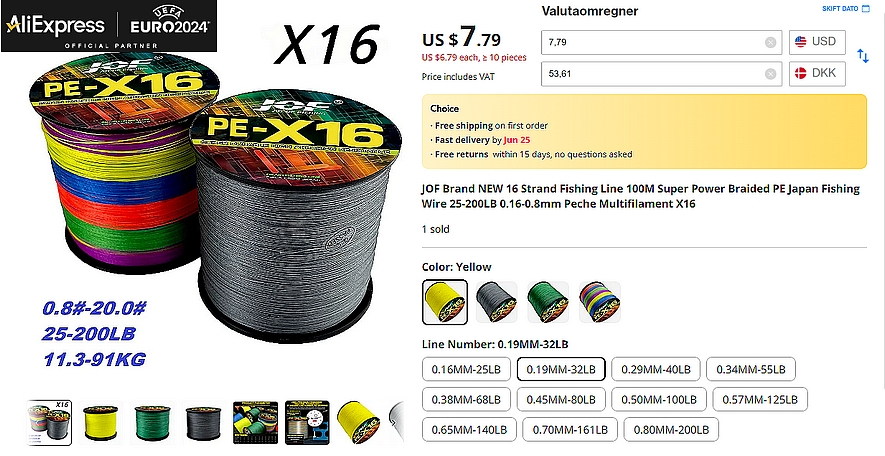 AliExpress
UEFA
EURO2024
OFFICIAL PARTNER
X16
JOF®
PE-X16
JOF®
PE-X16
0.8#-20.0#
25-200LB
11.3-91KG
X16
US $7.79
US $6.79 each, ≥ 10 pieces
Price includes VAT
Valutaomregner
SKIFT DATO
7,79
USD
53,61
DKK
Choice
· Free shipping on first order
· Fast delivery by Jun 25
· Free returns within 15 days, no questions asked
JOF Brand NEW 16 Strand Fishing Line 100M Super Power Braided PE Japan Fishing
Wire 25-200LB 0.16-0.8mm Peche Multifilament X16
1 sold
Color: Yellow
Line Number: 0.19MM-32LB
0.16MM-25LB 0.19MM-32LB 0.29MM-40LB 0.34MM-55LB
0.38MM-68LB 0.45MM-80LB 0.50MM-100LB 0.57MM-125LB
0.65MM-140LB 0.70MM-161LB 0.80MM-200LB